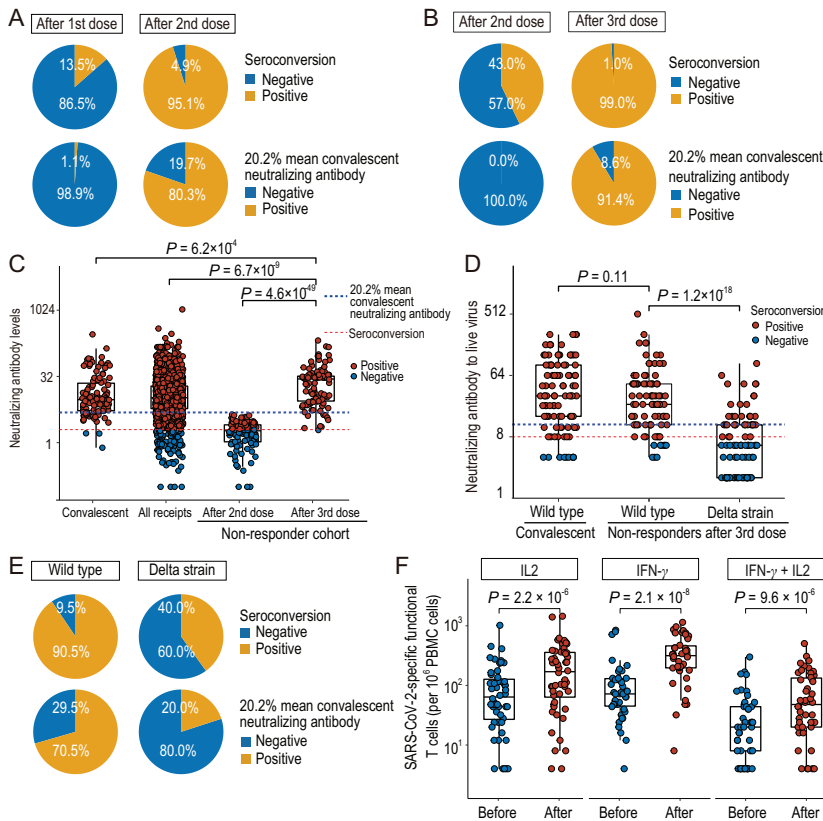 A
After 1st dose
After 2nd dose
13.5%
86.5%
4.9%
95.1%
Seroconversion
Negative
Positive
1.1%
98.9%
19.7%
80.3%
20.2% mean convalescent
neutralizing antibody
Negative
Positive
B
After 2nd dose
After 3rd dose
43.0%
57.0%
1.0%
99.0%
Seroconversion
Negative
Positive
0.0%
100.0%
8.6%
91.4%
20.2% mean convalescent
neutralizing antibody
Negative
Positive
C
P = 6.2×10⁻⁴
P = 6.7×10⁻⁹
P = 4.6×10⁻⁴⁹
20.2% mean
convalescent
neutralizing antibody
Seroconversion
Positive
Negative
Neutralizing antibody levels
1024
32
1
Convalescent
All receipts
After 2nd dose
After 3rd dose
Non-responder cohort
D
P = 0.11
P = 1.2×10⁻¹⁸
Seroconversion
Positive
Negative
Neutralizing antibody to live virus
512
64
8
1
Wild type
Wild type
Delta strain
Convalescent
Non-responders after 3rd dose
E
Wild type
Delta strain
9.5%
90.5%
40.0%
60.0%
Seroconversion
Negative
Positive
29.5%
70.5%
20.0%
80.0%
20.2% mean convalescent
neutralizing antibody
Negative
Positive
F
IL2
IFN-γ
IFN-γ + IL2
P = 2.2 × 10⁻⁶
P = 2.1 × 10⁻⁸
P = 9.6 × 10⁻⁶
SARS-CoV-2-specific functional
T cells (per 10⁵ PBMC cells)
10³
10²
10¹
Before
After
Before
After
Before
After